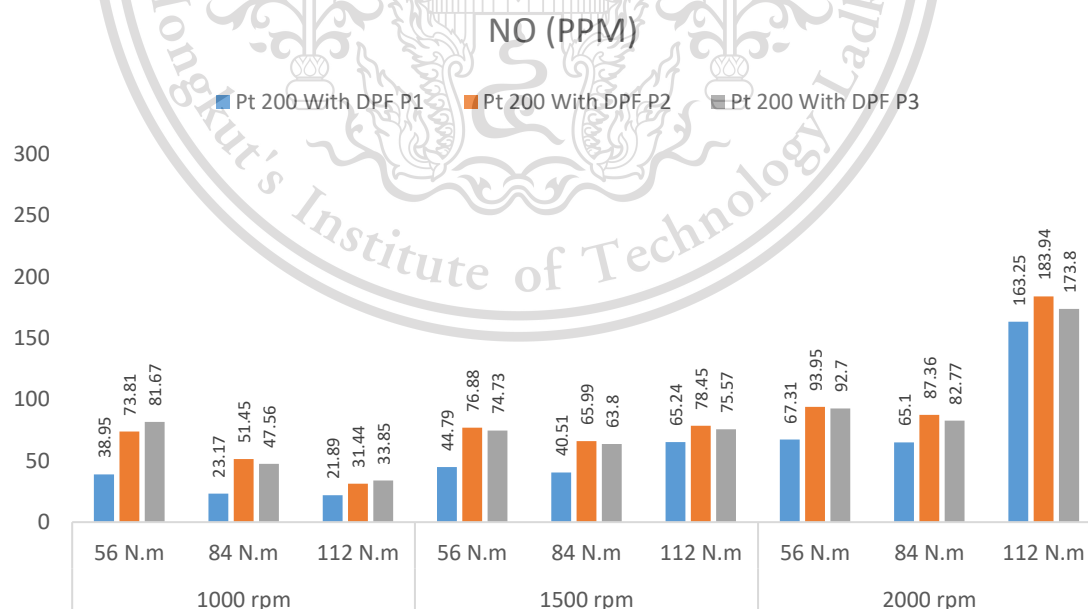 NO (PPM)
Pt 200 With DPF P1 Pt 200 With DPF P2 Pt 200 With DPF P3
300
250
200
150
100
50
0
38.95 73.81 81.67 23.17 51.45 47.56 21.89 31.44 33.85 44.79 76.88 74.73 40.51 65.99 63.8 65.24 78.45 75.57 67.31 93.95 92.7 65.1 87.36 82.77 163.25 183.94 173.8
56 N.m 84 N.m 112 N.m 56 N.m 84 N.m 112 N.m 56 N.m 84 N.m 112 N.m
1000 rpm 1500 rpm 2000 rpm
ongkut's Institute of Technology Lad